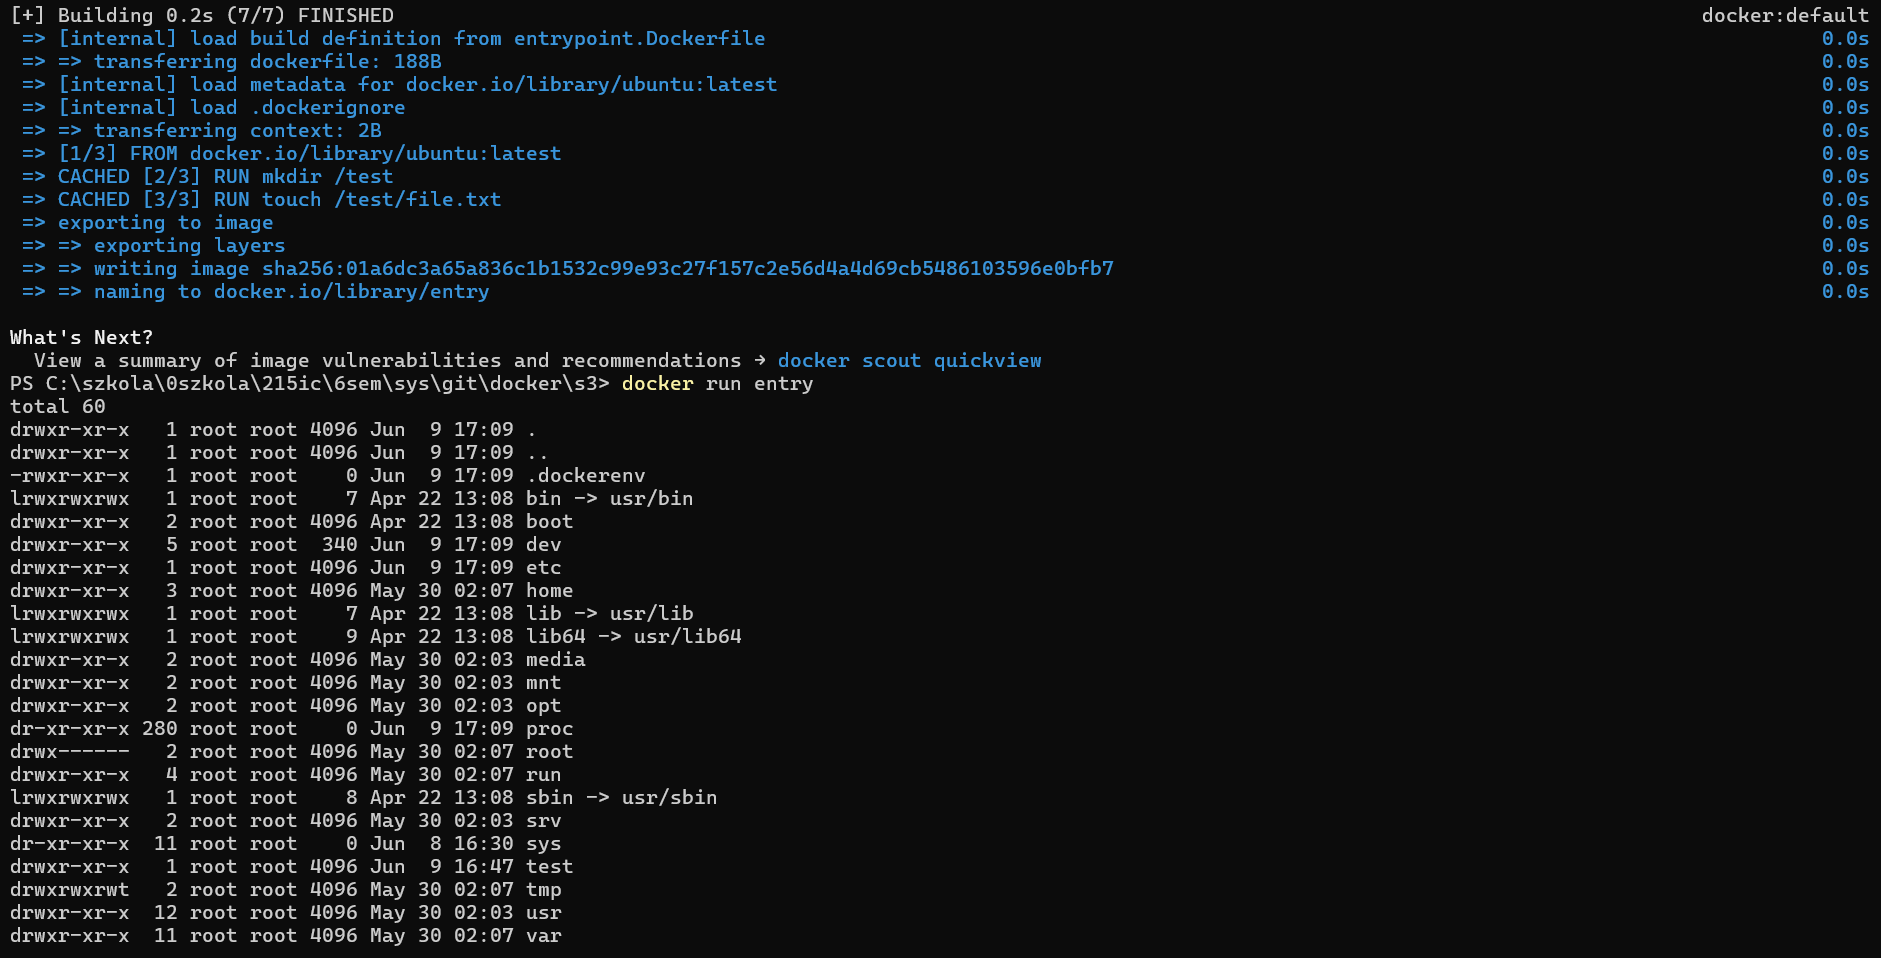 [+] Building 0.2s (7/7) FINISHED docker:default
=> [internal] load build definition from entrypoint.Dockerfile 0.0s
=> => transferring dockerfile: 188B 0.0s
=> [internal] load metadata for docker.io/library/ubuntu:latest 0.0s
=> [internal] load .dockerignore 0.0s
=> => transferring context: 2B 0.0s
=> [1/3] FROM docker.io/library/ubuntu:latest 0.0s
=> CACHED [2/3] RUN mkdir /test 0.0s
=> CACHED [3/3] RUN touch /test/file.txt 0.0s
=> exporting to image 0.0s
=> => exporting layers 0.0s
=> => writing image sha256:01a6dc3a65a836c1b1532c99e93c27f157c2e56d4a4d69cb5486103596e0bfb7 0.0s
=> => naming to docker.io/library/entry 0.0s
What's Next?
View a summary of image vulnerabilities and recommendations → docker scout quickview
PS C:\szkola\0szkola\215ic\6sem\sys\git\docker\s3> docker run entry
total 60
drwxr-xr-x   1 root root 4096 Jun  9 17:09 .
drwxr-xr-x   1 root root 4096 Jun  9 17:09 ..
-rwxr-xr-x   1 root root    0 Jun  9 17:09 .dockerenv
lrwxrwxrwx   1 root root    7 Apr 22 13:08 bin -> usr/bin
drwxr-xr-x   2 root root 4096 Apr 22 13:08 boot
drwxr-xr-x   5 root root  340 Jun  9 17:09 dev
drwxr-xr-x   1 root root 4096 Jun  9 17:09 etc
drwxr-xr-x   3 root root 4096 May 30 02:07 home
lrwxrwxrwx   1 root root    7 Apr 22 13:08 lib -> usr/lib
lrwxrwxrwx   1 root root    9 Apr 22 13:08 lib64 -> usr/lib64
drwxr-xr-x   2 root root 4096 May 30 02:03 media
drwxr-xr-x   2 root root 4096 May 30 02:03 mnt
drwxr-xr-x   2 root root 4096 May 30 02:03 opt
dr-xr-xr-x 280 root root    0 Jun  9 17:09 proc
drwx------   2 root root 4096 May 30 02:07 root
drwxr-xr-x   4 root root 4096 May 30 02:07 run
lrwxrwxrwx   1 root root    8 Apr 22 13:08 sbin -> usr/sbin
drwxr-xr-x   2 root root 4096 May 30 02:03 srv
dr-xr-xr-x  11 root root    0 Jun  8 16:30 sys
drwxr-xr-x   1 root root 4096 Jun  9 16:47 test
drwxrwxrwt   2 root root 4096 May 30 02:07 tmp
drwxr-xr-x  12 root root 4096 May 30 02:03 usr
drwxr-xr-x  11 root root 4096 May 30 02:07 var